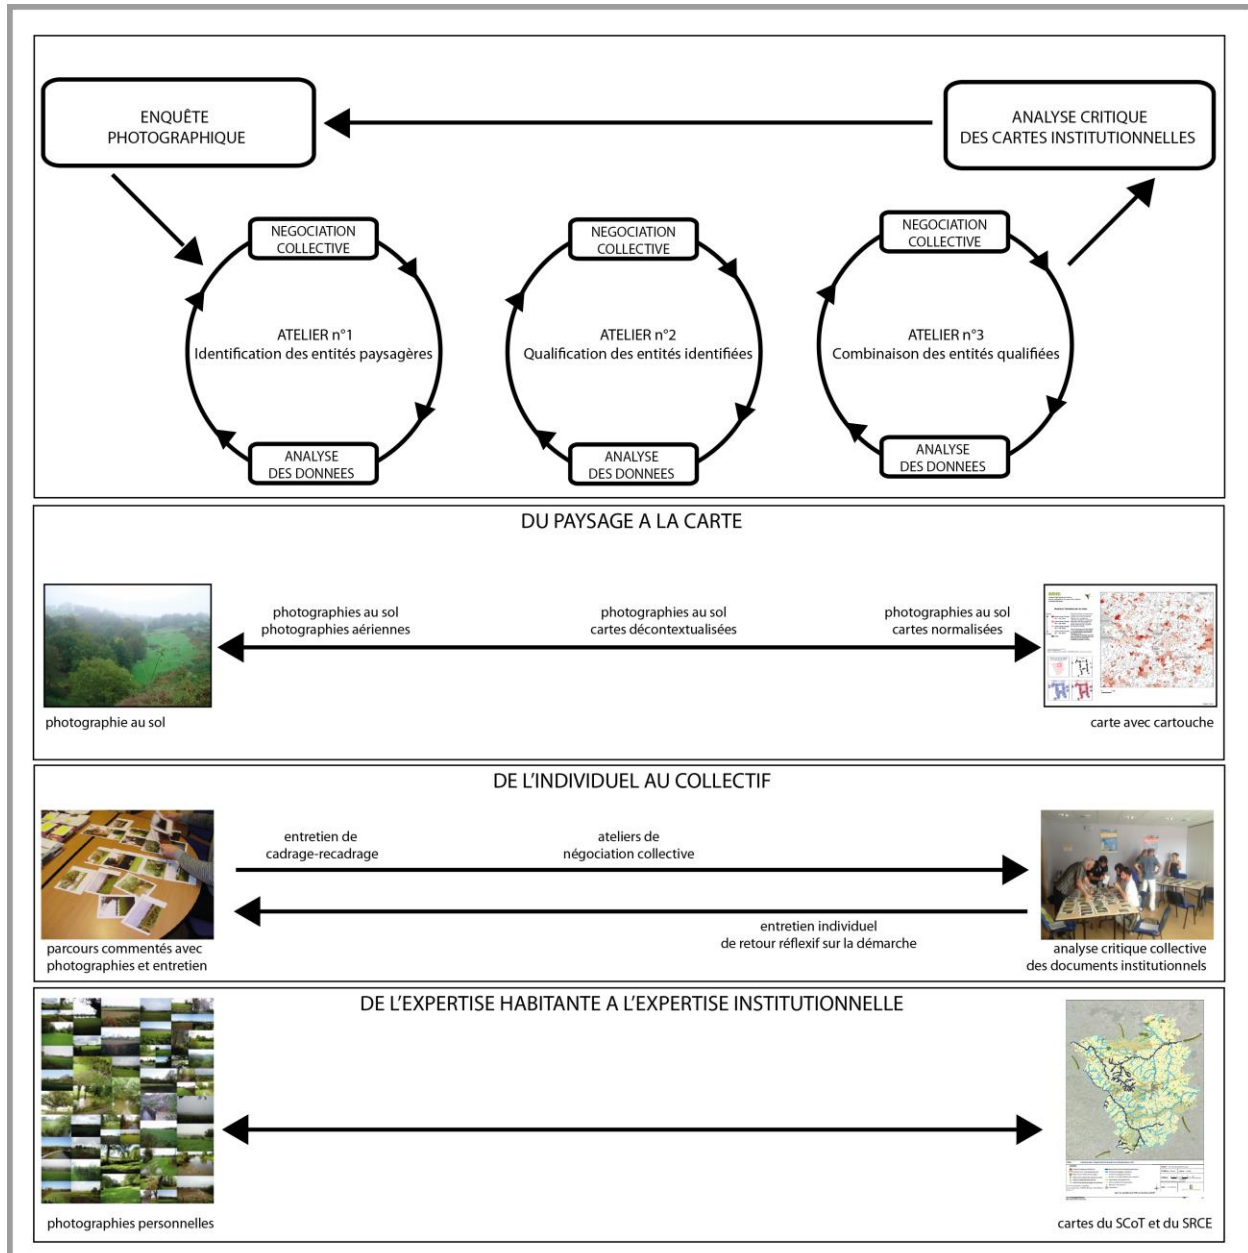 ENQUÊTE
PHOTOGRAPHIQUE
ANALYSE CRITIQUE
DES CARTES INSTITUTIONNELLES
NEGOCIATION
COLLECTIVE
ATELIER n°1
Identification des entités paysagères
ANALYSE
DES DONNEES
NEGOCIATION
COLLECTIVE
ATELIER n°2
Qualification des entités identifiées
ANALYSE
DES DONNEES
NEGOCIATION
COLLECTIVE
ATELIER n°3
Combinaison des entités qualifiées
ANALYSE
DES DONNEES
DU PAYSAGE A LA CARTE
photographies au sol
photographies aériennes
photographies au sol
cartes décontextualisées
photographies au sol
cartes normalisées
photographie au sol
carte avec cartouche
DE L'INDIVIDUEL AU COLLECTIF
entretien de
cadrage-recadrage
ateliers de
négociation collective
entretien individuel
de retour réflexif sur la démarche
parcours commentés avec
photographies et entretien
analyse critique collective
des documents institutionnels
DE L'EXPERTISE HABITANTE A L'EXPERTISE INSTITUTIONNELLE
photographies personnelles
cartes du SCoT et du SRCE